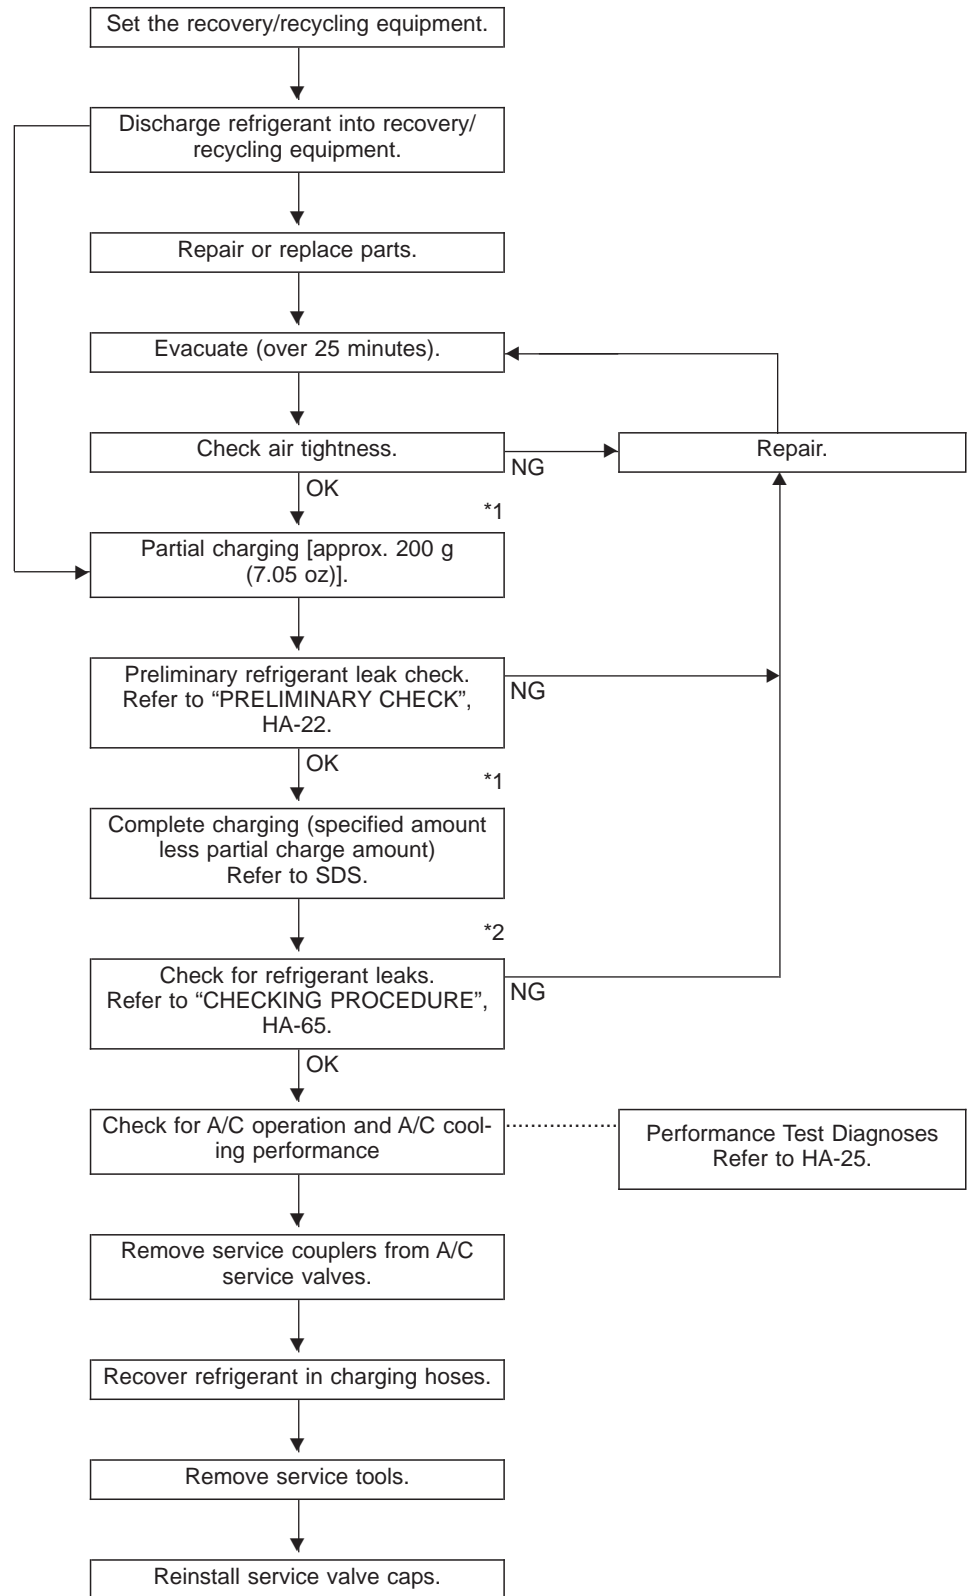 Set the recovery/recycling equipment.
Discharge refrigerant into recovery/
recycling equipment.
Repair or replace parts.
Evacuate (over 25 minutes).
Check air tightness.
NG
Repair.
OK
*1
Partial charging [approx. 200 g
(7.05 oz)].
Preliminary refrigerant leak check.
Refer to “PRELIMINARY CHECK”,
HA-22.
NG
OK
*1
Complete charging (specified amount
less partial charge amount)
Refer to SDS.
*2
Check for refrigerant leaks.
Refer to “CHECKING PROCEDURE”,
HA-65.
NG
OK
Check for A/C operation and A/C cool-
ing performance
Performance Test Diagnoses
Refer to HA-25.
Remove service couplers from A/C
service valves.
Recover refrigerant in charging hoses.
Remove service tools.
Reinstall service valve caps.